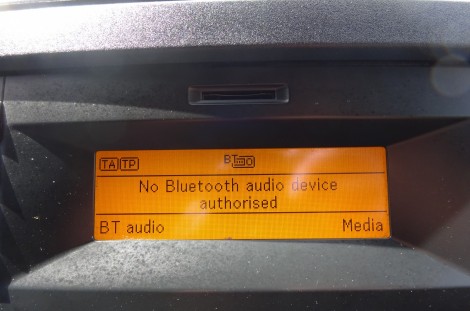 TA TP BT
No Bluetooth audio device
authorised
BT audio Media